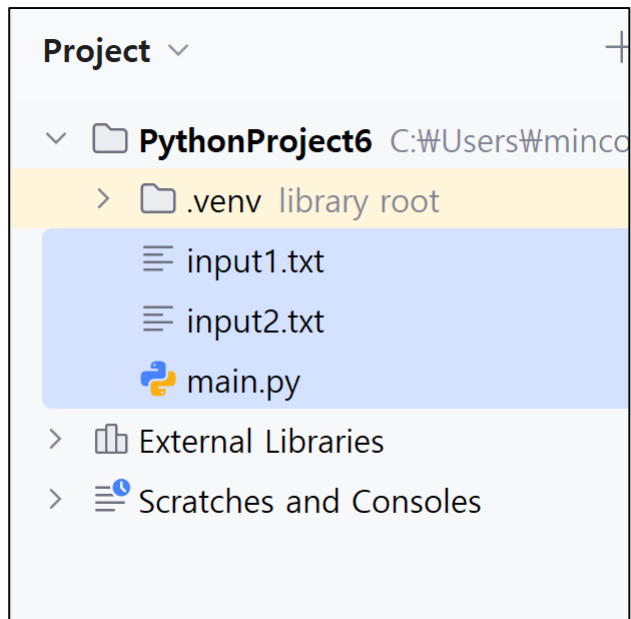 Project
PythonProject6 C:₩Users₩minco
.venv library root
input1.txt
input2.txt
main.py
External Libraries
Scratches and Consoles